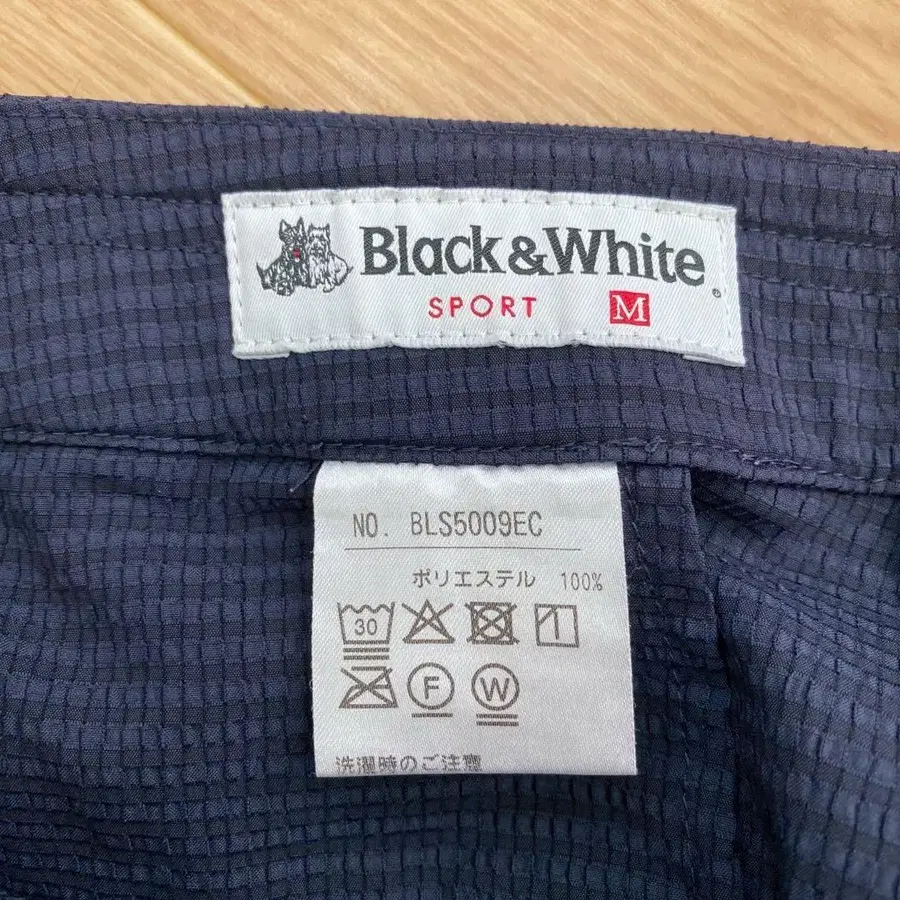 Black&White®
SPORT M
NO. BLS5009EC
ポリエステル 100%
30
F W
洗濯時のご注意